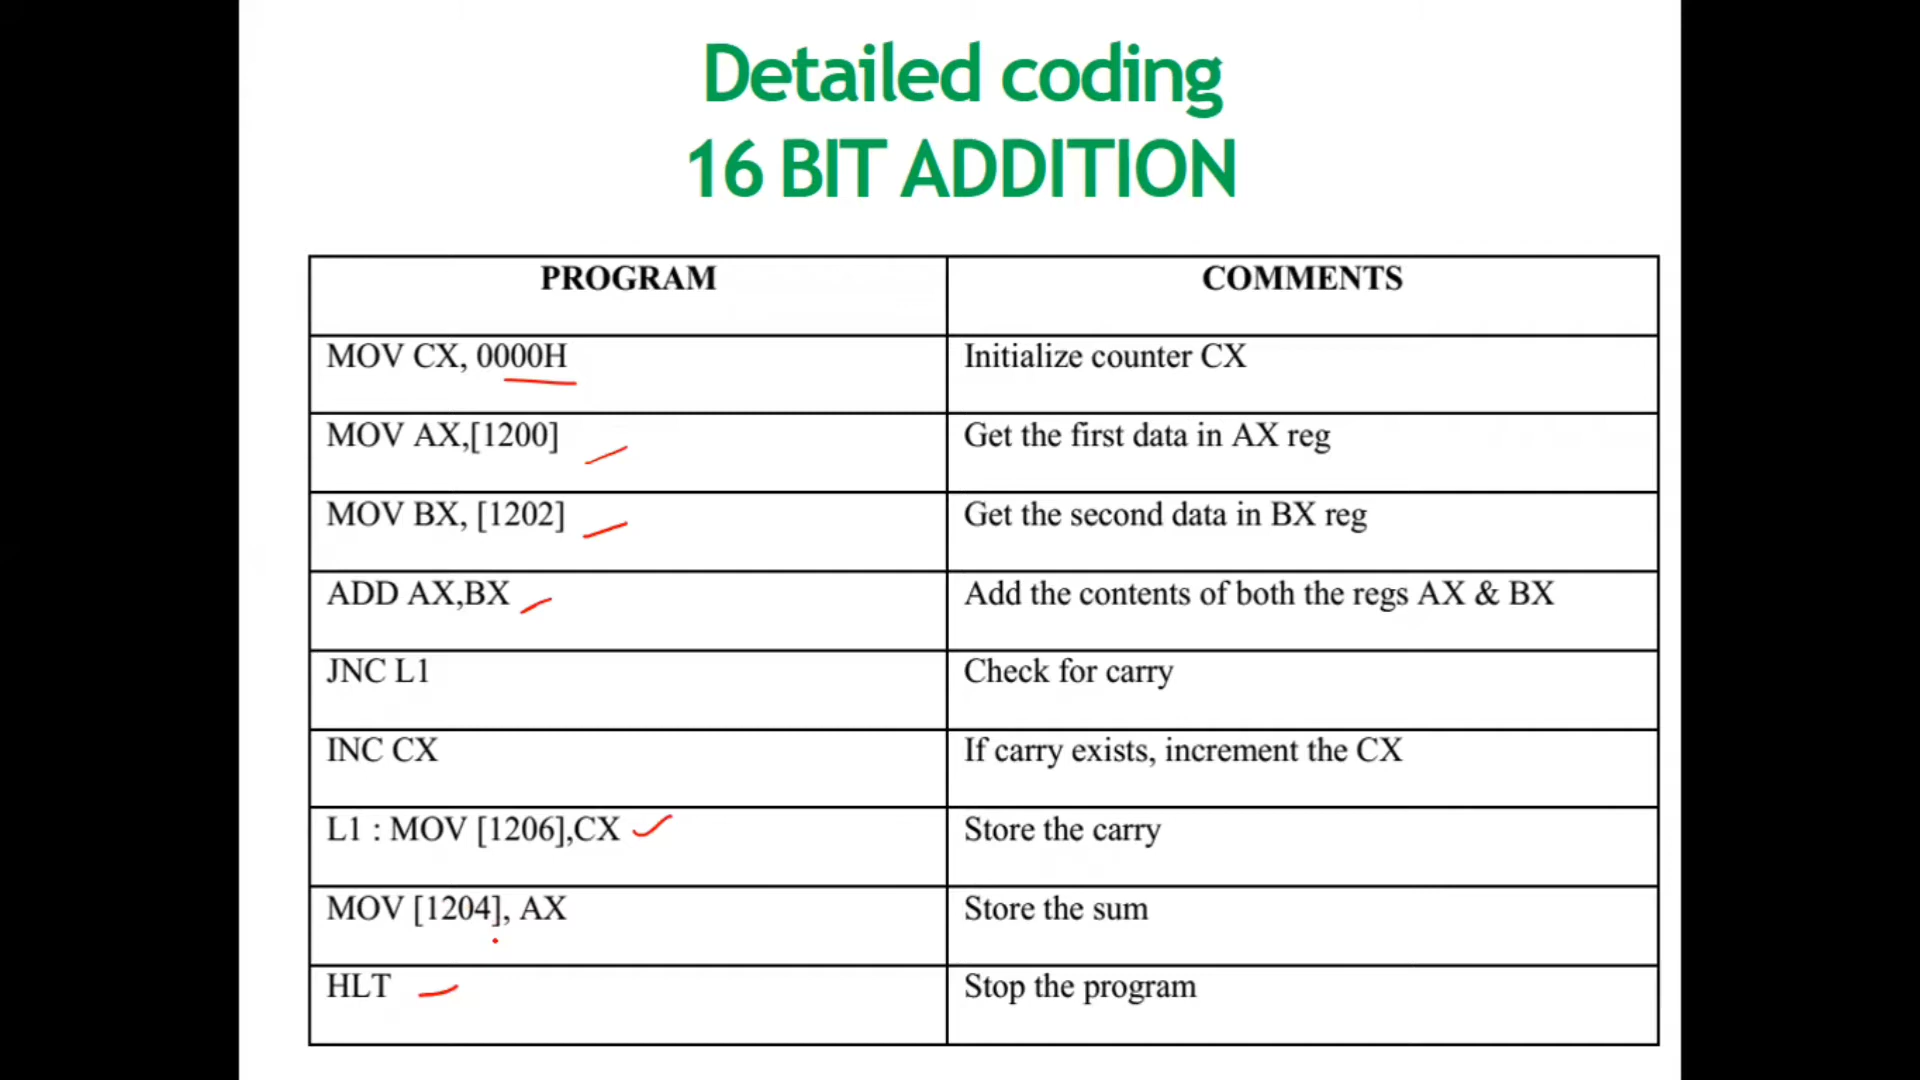 Detailed coding
16 BIT ADDITION
PROGRAM COMMENTS
MOV CX, 0000H Initialize counter CX
MOV AX,[1200] Get the first data in AX reg
MOV BX, [1202] Get the second data in BX reg
ADD AX,BX Add the contents of both the regs AX & BX
JNC L1 Check for carry
INC CX If carry exists, increment the CX
L1 : MOV [1206],CX Store the carry
MOV [1204], AX Store the sum
HLT Stop the program